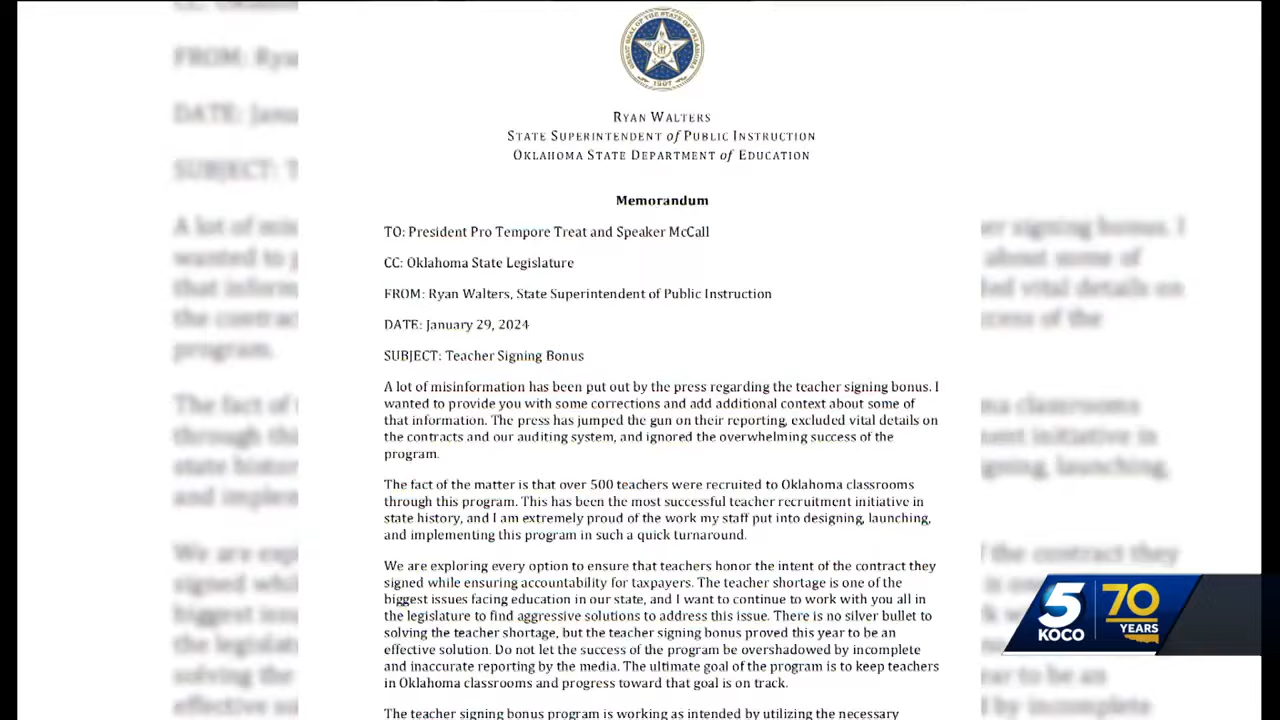 GREAT SEAL OF THE STATE OF OKLAHOMA
1907
RYAN WALTERS
STATE SUPERINTENDENT of PUBLIC INSTRUCTION
OKLAHOMA STATE DEPARTMENT of EDUCATION
Memorandum
TO: President Pro Tempore Treat and Speaker McCall
CC: Oklahoma State Legislature
FROM: Ryan Walters, State Superintendent of Public Instruction
DATE: January 29, 2024
SUBJECT: Teacher Signing Bonus
A lot of misinformation has been put out by the press regarding the teacher signing bonus. I
wanted to provide you with some corrections and add additional context about some of
that information. The press has jumped the gun on their reporting, excluded vital details on
the contracts and our auditing system, and ignored the overwhelming success of the
program.
The fact of the matter is that over 500 teachers were recruited to Oklahoma classrooms
through this program. This has been the most successful teacher recruitment initiative in
state history, and I am extremely proud of the work my staff put into designing, launching,
and implementing this program in such a quick turnaround.
We are exploring every option to ensure that teachers honor the intent of the contract they
signed while ensuring accountability for taxpayers. The teacher shortage is one of the
biggest issues facing education in our state, and I want to continue to work with you all in
the legislature to find aggressive solutions to address this issue. There is no silver bullet to
solving the teacher shortage, but the teacher signing bonus proved this year to be an
effective solution. Do not let the success of the program be overshadowed by incomplete
and inaccurate reporting by the media. The ultimate goal of the program is to keep teachers
in Oklahoma classrooms and progress toward that goal is on track.
The teacher signing bonus program is working as intended by utilizing the necessary
5
KOCO
70
YEARS